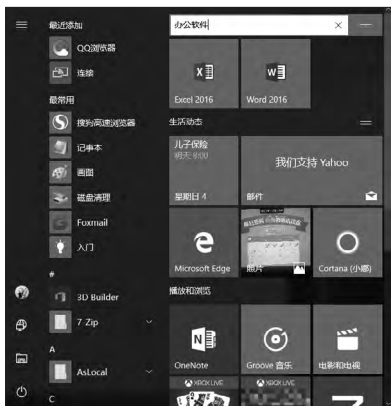 最近添加
QQ浏览器
连接
最常用
搜狗高速浏览器
记事本
画图
磁盘清理
Foxmail
入门
#
3D Builder
7 Zip
A
AsLocal
C
办公软件
Excel 2016
Word 2016
生活动态
儿子保险
明天 8:00
星期日 4
我们支持 Yahoo
邮件
Microsoft Edge
照片
Cortana (小娜)
播放和浏览
OneNote
Groove 音乐
电影和电视
XBOX LIVE
XBOX LIVE